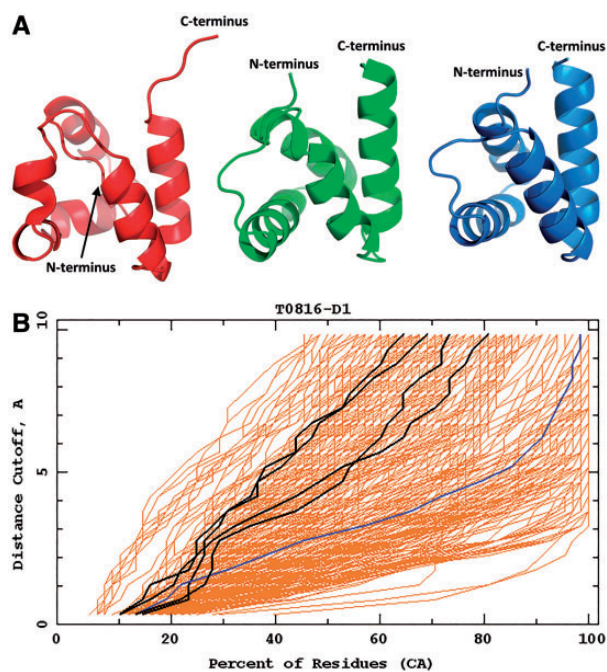 A
C-terminus
N-terminus
C-terminus
N-terminus
N-terminus
C-terminus
B
T0816-D1
10
5
0
Distance Cutoff, A
0 20 40 60 80 100
Percent of Residues (CA)